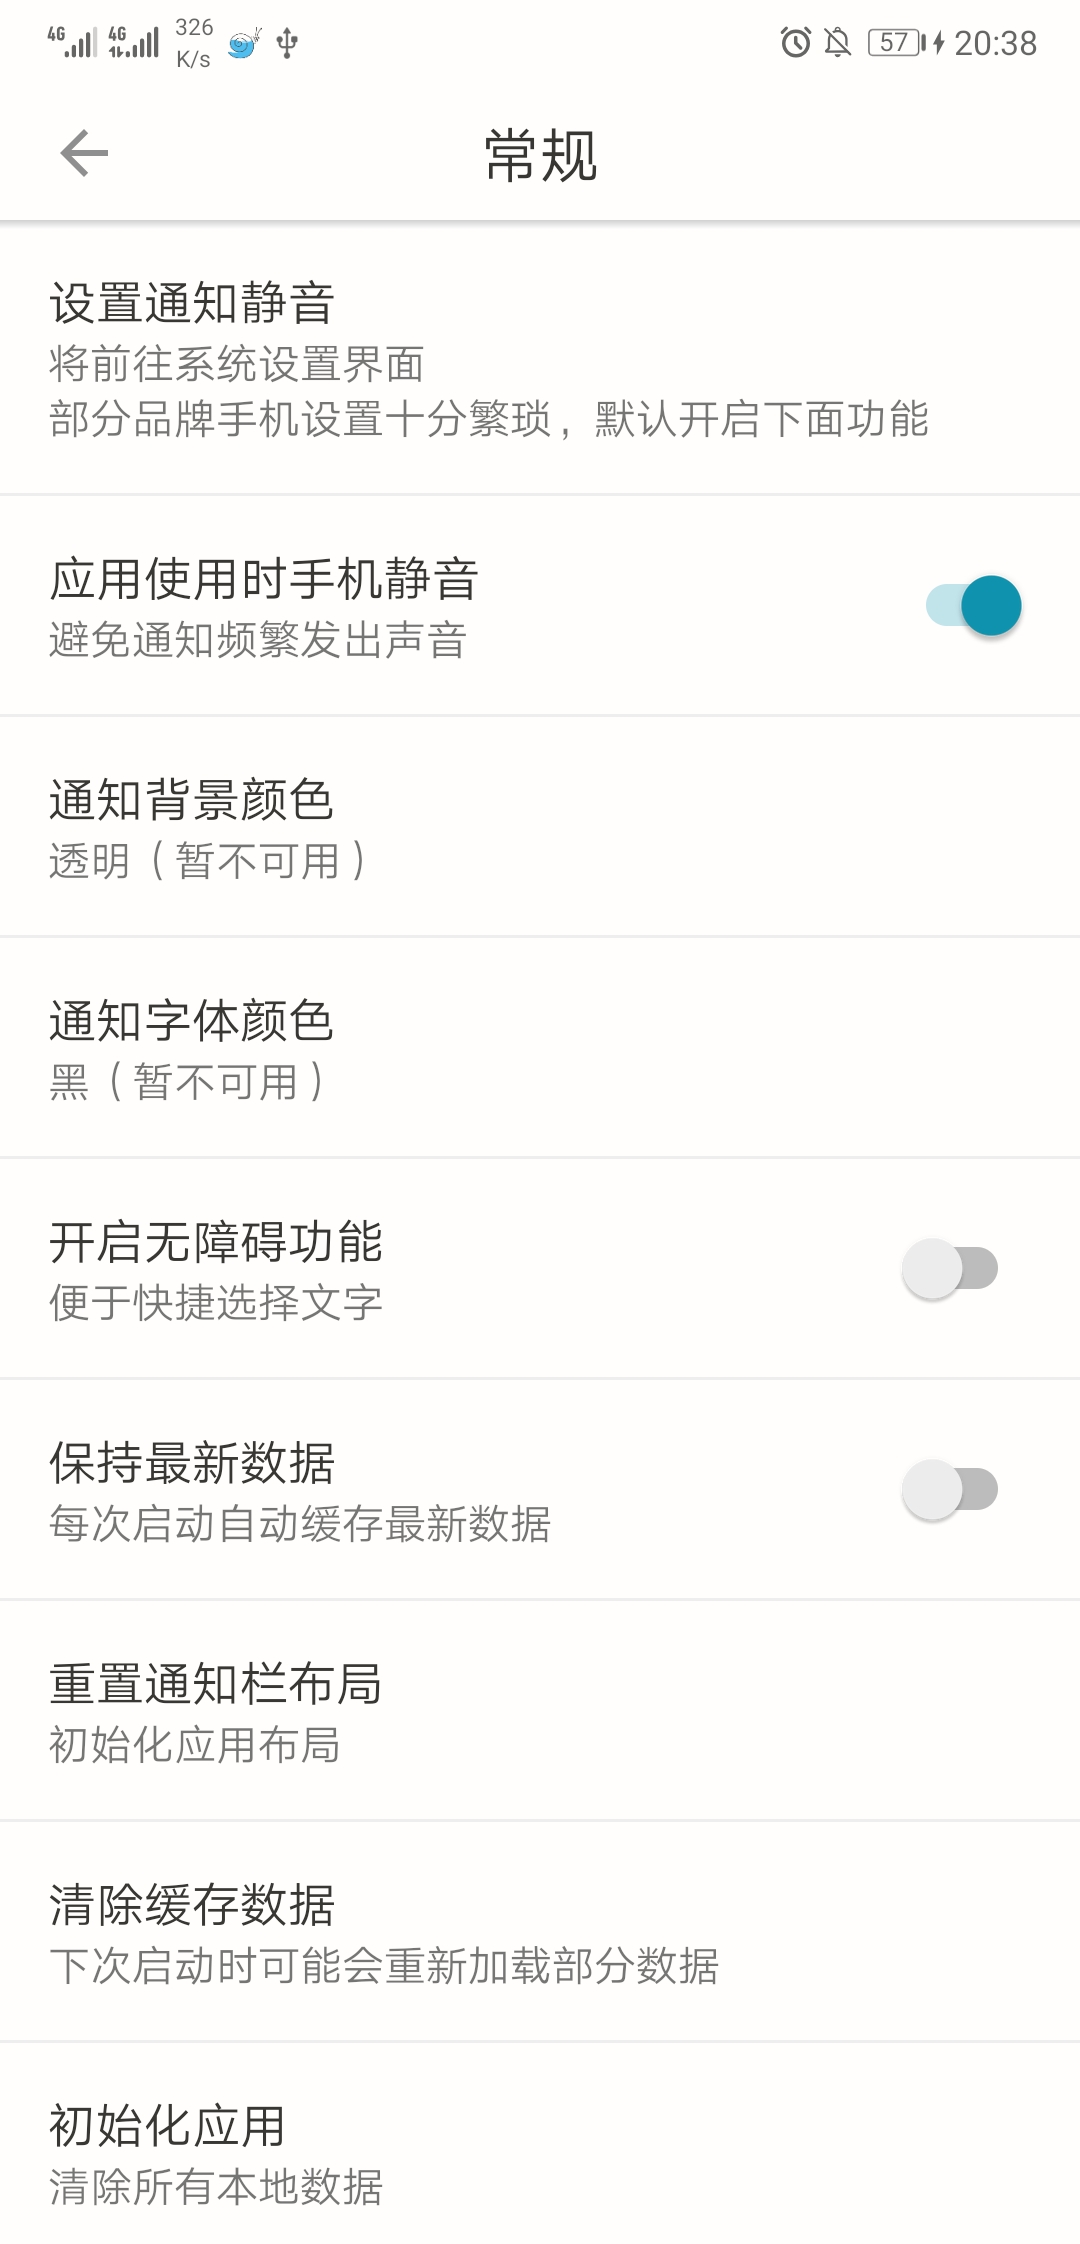 4G 4G 326 K/s 57 20:38
常规
设置通知静音
将前往系统设置界面
部分品牌手机设置十分繁琐，默认开启下面功能
应用使用时手机静音
避免通知频繁发出声音
通知背景颜色
透明（暂不可用）
通知字体颜色
黑（暂不可用）
开启无障碍功能
便于快捷选择文字
保持最新数据
每次启动自动缓存最新数据
重置通知栏布局
初始化应用布局
清除缓存数据
下次启动时可能会重新加载部分数据
初始化应用
清除所有本地数据